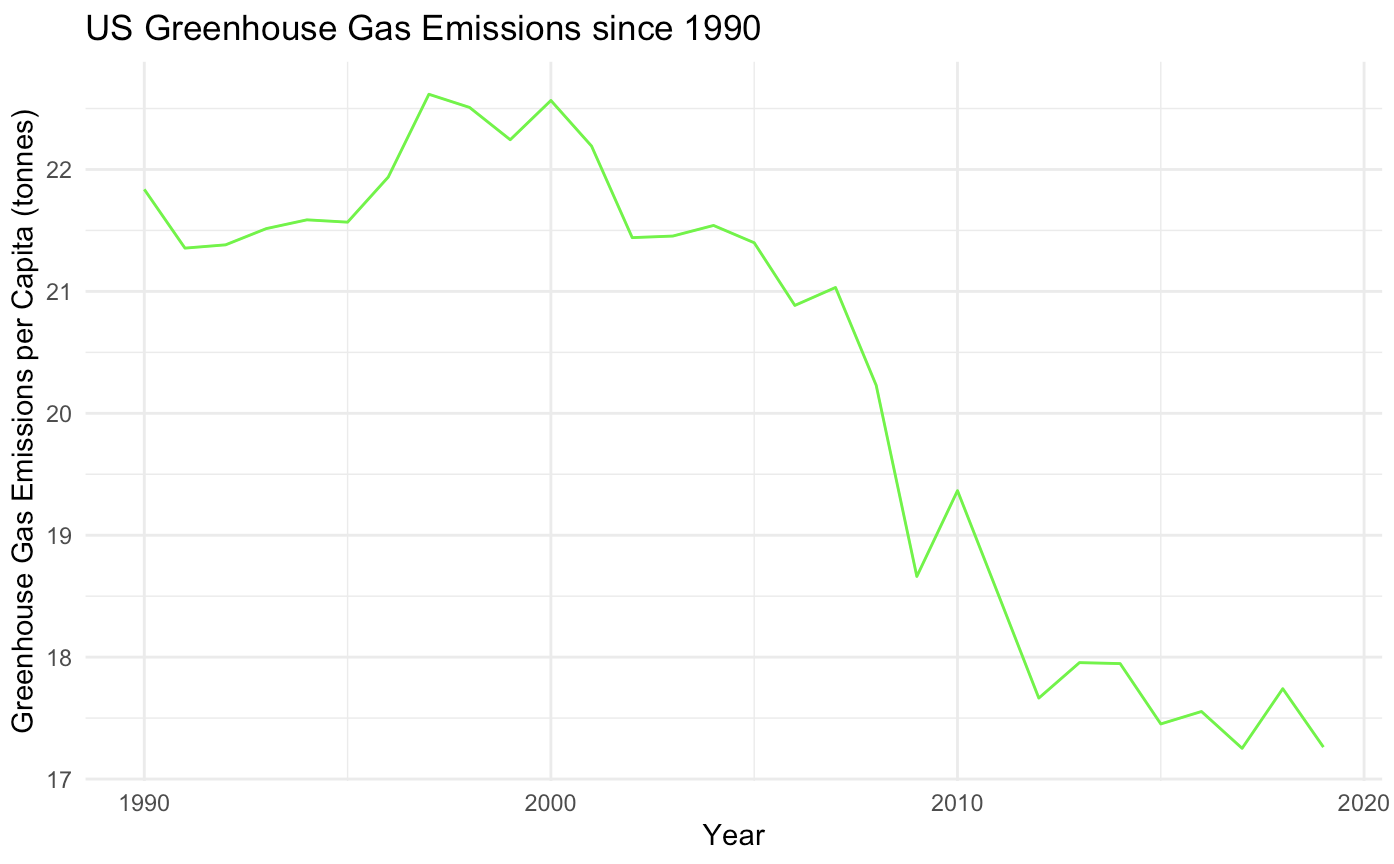 US Greenhouse Gas Emissions since 1990
Greenhouse Gas Emissions per Capita (tonnes)
22
21
20
19
18
17
1990 2000 2010 2020
Year